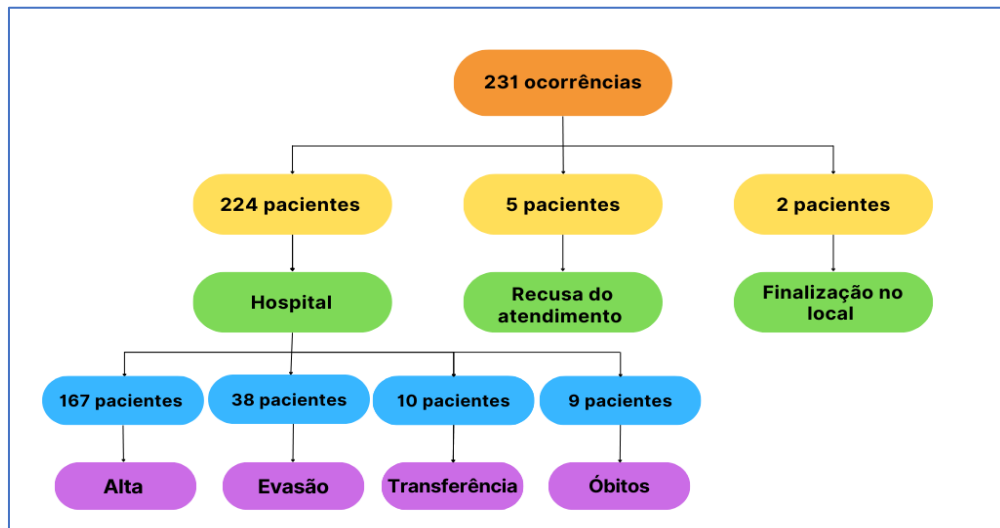 231 ocorrências
224 pacientes
5 pacientes
2 pacientes
Hospital
Recusa do
atendimento
Finalização no
local
167 pacientes
38 pacientes
10 pacientes
9 pacientes
Alta
Evasão
Transferência
Óbitos